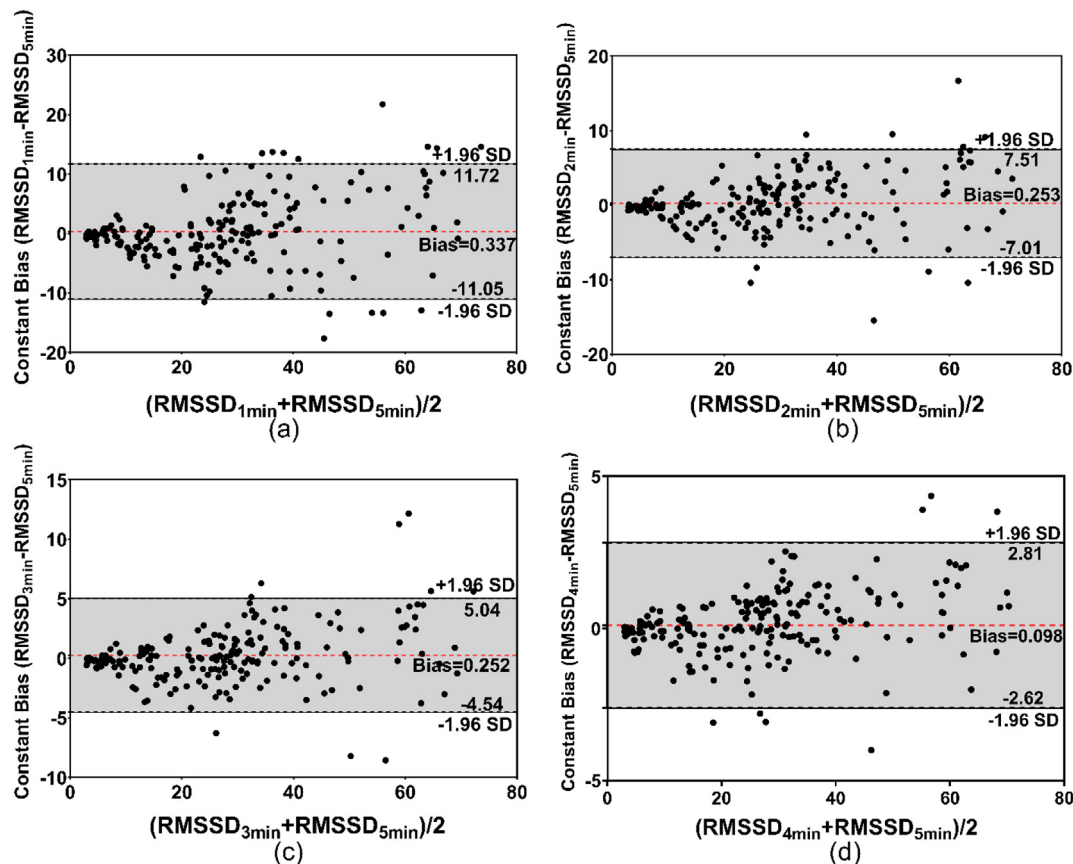 Constant Bias (RMSSD1min-RMSSD5min)
30
20
10
0
-10
-20
+1.96 SD
11.72
Bias=0.337
-11.05
-1.96 SD
0 20 40 60 80
(RMSSD1min+RMSSD5min)/2
(a)
Constant Bias (RMSSD2min-RMSSD5min)
20
10
0
-10
-20
+1.96 SD
7.51
Bias=0.253
-7.01
-1.96 SD
0 20 40 60 80
(RMSSD2min+RMSSD5min)/2
(b)
Constant Bias (RMSSD3min-RMSSD5min)
15
10
5
0
-5
-10
+1.96 SD
5.04
Bias=0.252
-4.54
-1.96 SD
0 20 40 60 80
(RMSSD3min+RMSSD5min)/2
(c)
Constant Bias (RMSSD4min-RMSSD5min)
5
0
-5
+1.96 SD
2.81
Bias=0.098
-2.62
-1.96 SD
0 20 40 60 80
(RMSSD4min+RMSSD5min)/2
(d)